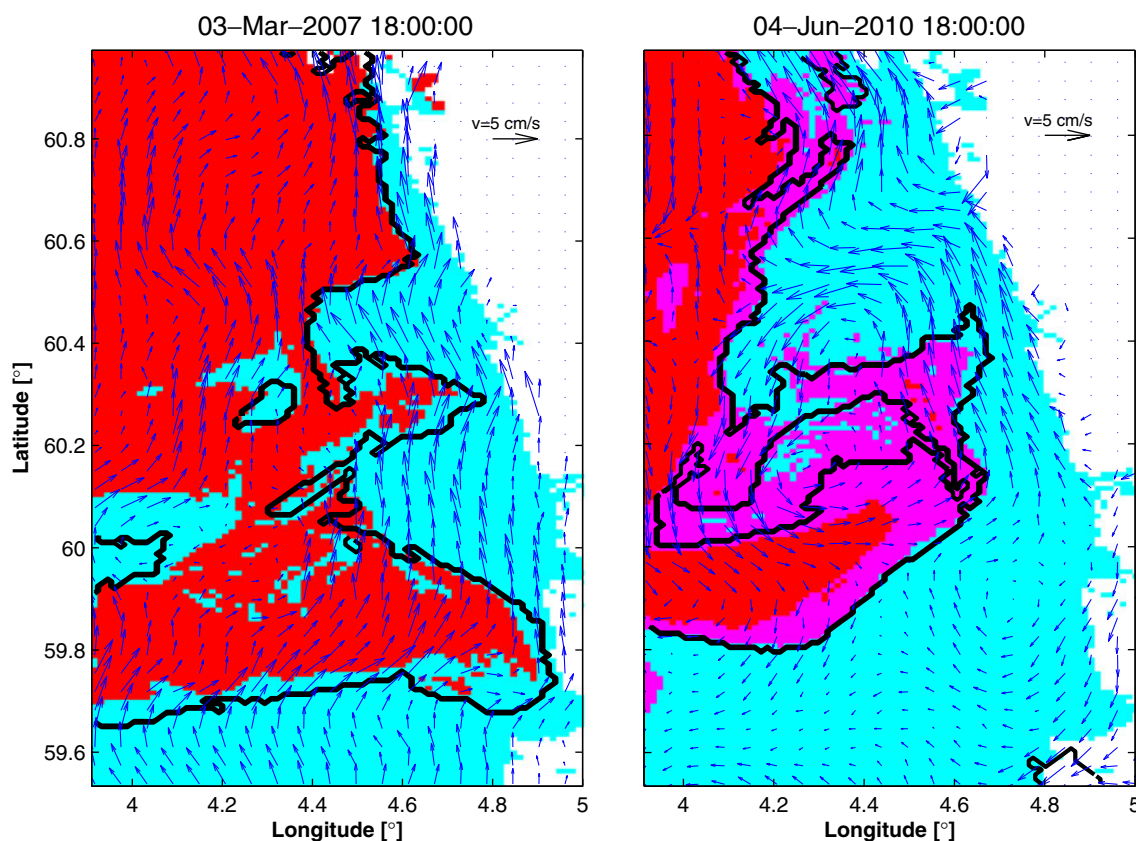 03–Mar–2007 18:00:00
04–Jun–2010 18:00:00
v=5 cm/s
v=5 cm/s
60.8
60.6
60.4
60.2
60
59.8
59.6
Latitude [°]
4 4.2 4.4 4.6 4.8 5
4 4.2 4.4 4.6 4.8 5
Longitude [°]
Longitude [°]